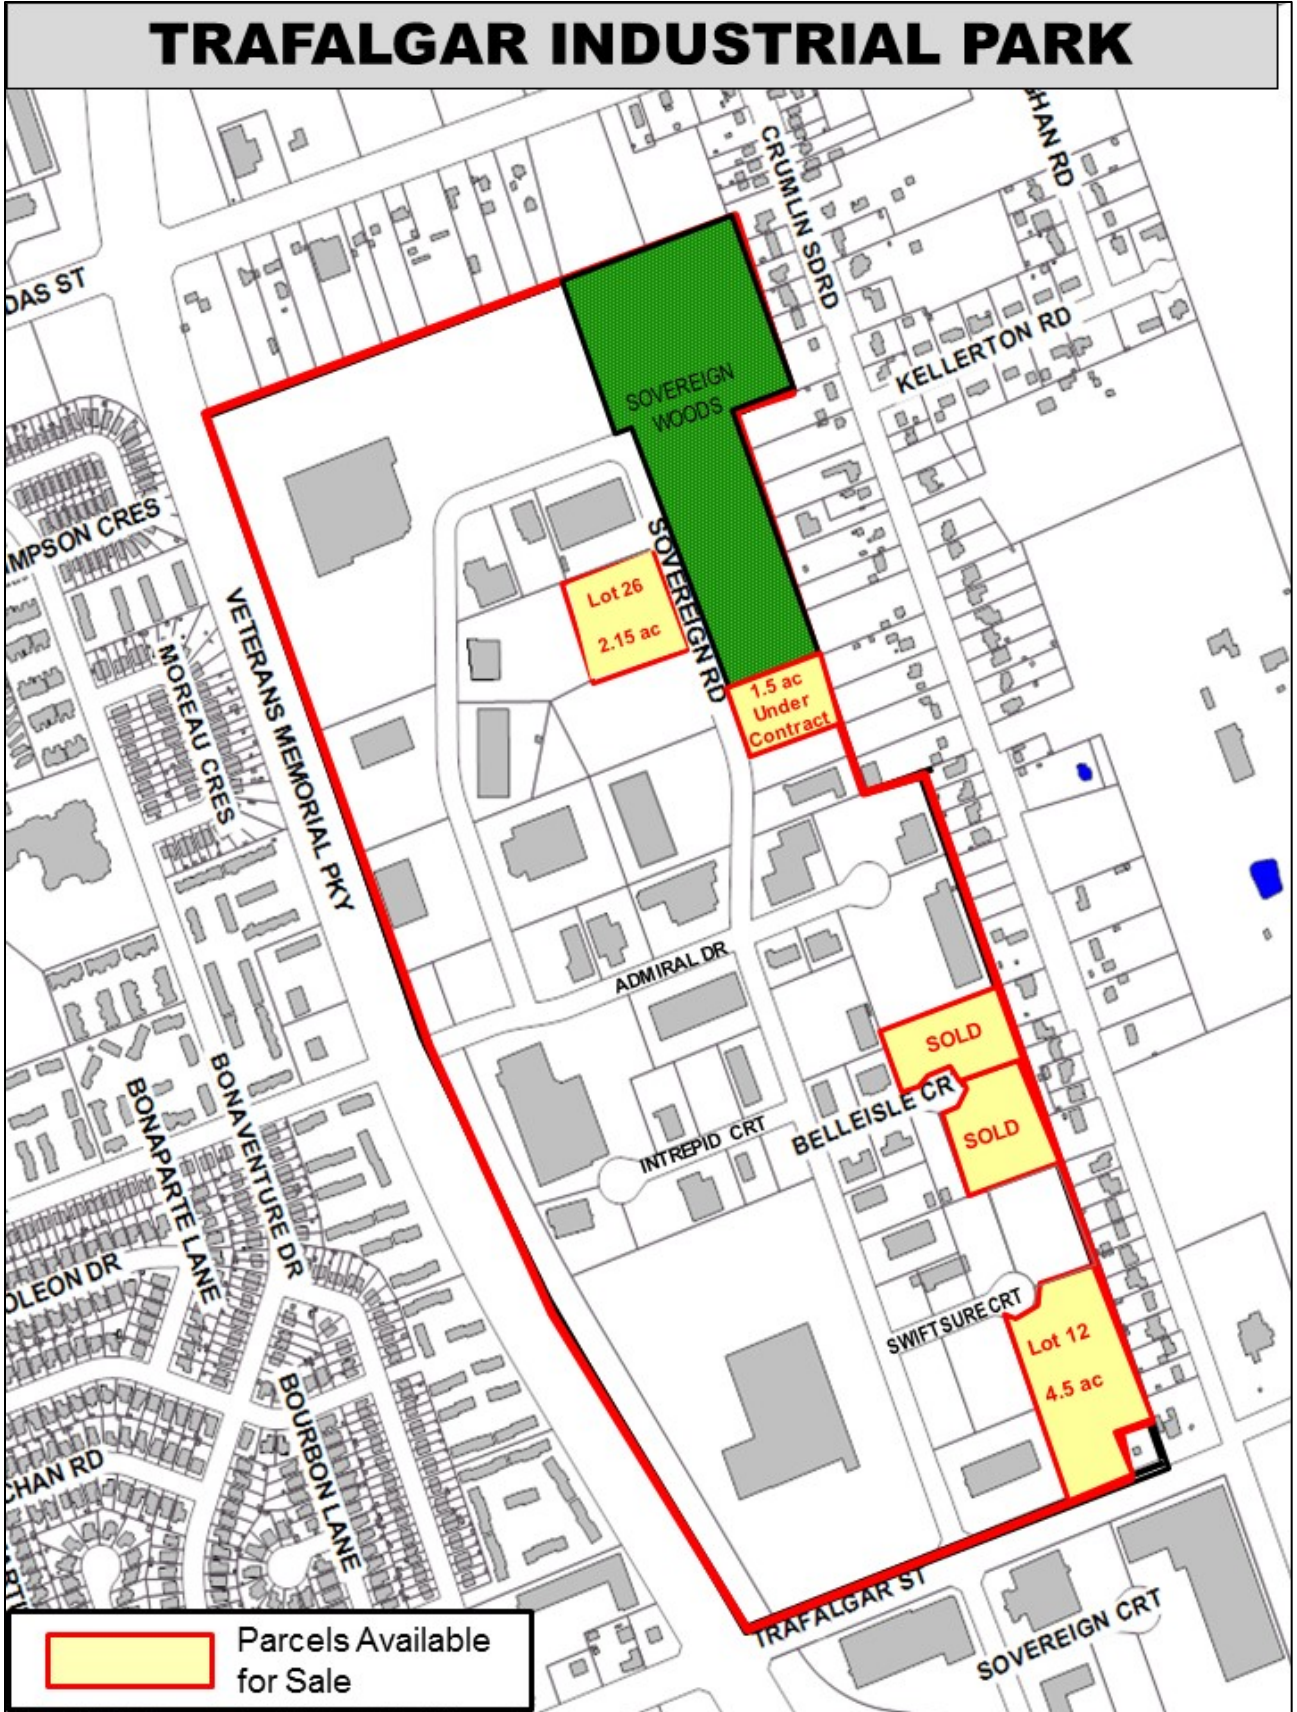 TRAFALGAR INDUSTRIAL PARK
CRUMLIN SDRD
HAN RD
DAS ST
KELLERTON RD
SOVEREIGN
WOODS
MPSON CRES
SOVEREIGN RD
Lot 26
2.15 ac
VETERANS MEMORIAL PKY
MOREAU CRES
1.5 ac
Under
Contract
ADMIRAL DR
SOLD
BELLEISLE CR
SOLD
INTREPID CRT
BONAVENTURE DR
BONAPARTE LANE
OLEON DR
SWIFTSURE CRT
Lot 12
4.5 ac
BOURBON LANE
CHAN RD
TRAFALGAR ST
SOVEREIGN CRT
Parcels Available
for Sale